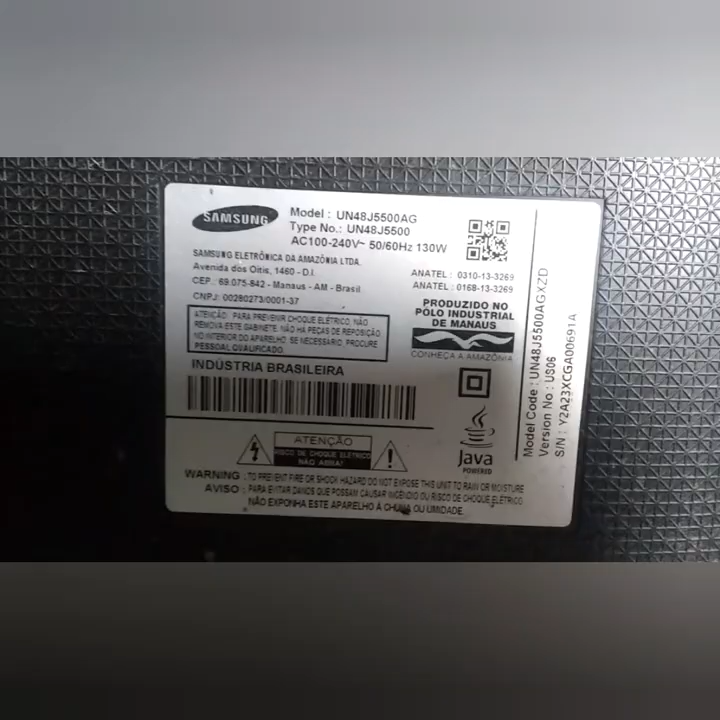 SAMSUNG
Model : UN48J5500AG
Type No.: UN48J5500
AC100-240V~ 50/60Hz 130W
SAMSUNG ELETRÔNICA DA AMAZÔNIA LTDA.
Avenida dos Oitis, 1460 - D.I.
CEP.: 69.075-842 - Manaus - AM - Brasil
CNPJ: 00280273/0001-37
ANATEL : 0310-13-3269
ANATEL : 0168-13-3269
PRODUZIDO NO
PÓLO INDUSTRIAL
DE MANAUS
CONHEÇA A AMAZÔNIA
ATENÇÃO: PARA PREVENIR CHOQUE ELÉTRICO, NÃO
REMOVA ESTE GABINETE. NÃO HÁ PEÇAS DE REPOSIÇÃO
NO INTERIOR DO APARELHO. SE NECESSÁRIO, PROCURE
PESSOAL QUALIFICADO.
INDÚSTRIA BRASILEIRA
ATENÇÃO
RISCO DE CHOQUE ELÉTRICO
NÃO ABRA!
Java
POWERED
WARNING : TO PREVENT FIRE OR SHOCK HAZARD DO NOT EXPOSE THIS UNIT TO RAIN OR MOISTURE
AVISO : PARA EVITAR DANOS QUE POSSAM CAUSAR INCÊNDIO OU RISCO DE CHOQUE ELÉTRICO
NÃO EXPONHA ESTE APARELHO À CHUVA OU UMIDADE.
Model Code : UN48J5500AGXZD
Version No : US06
S/N : Y2A23XCGA00691A